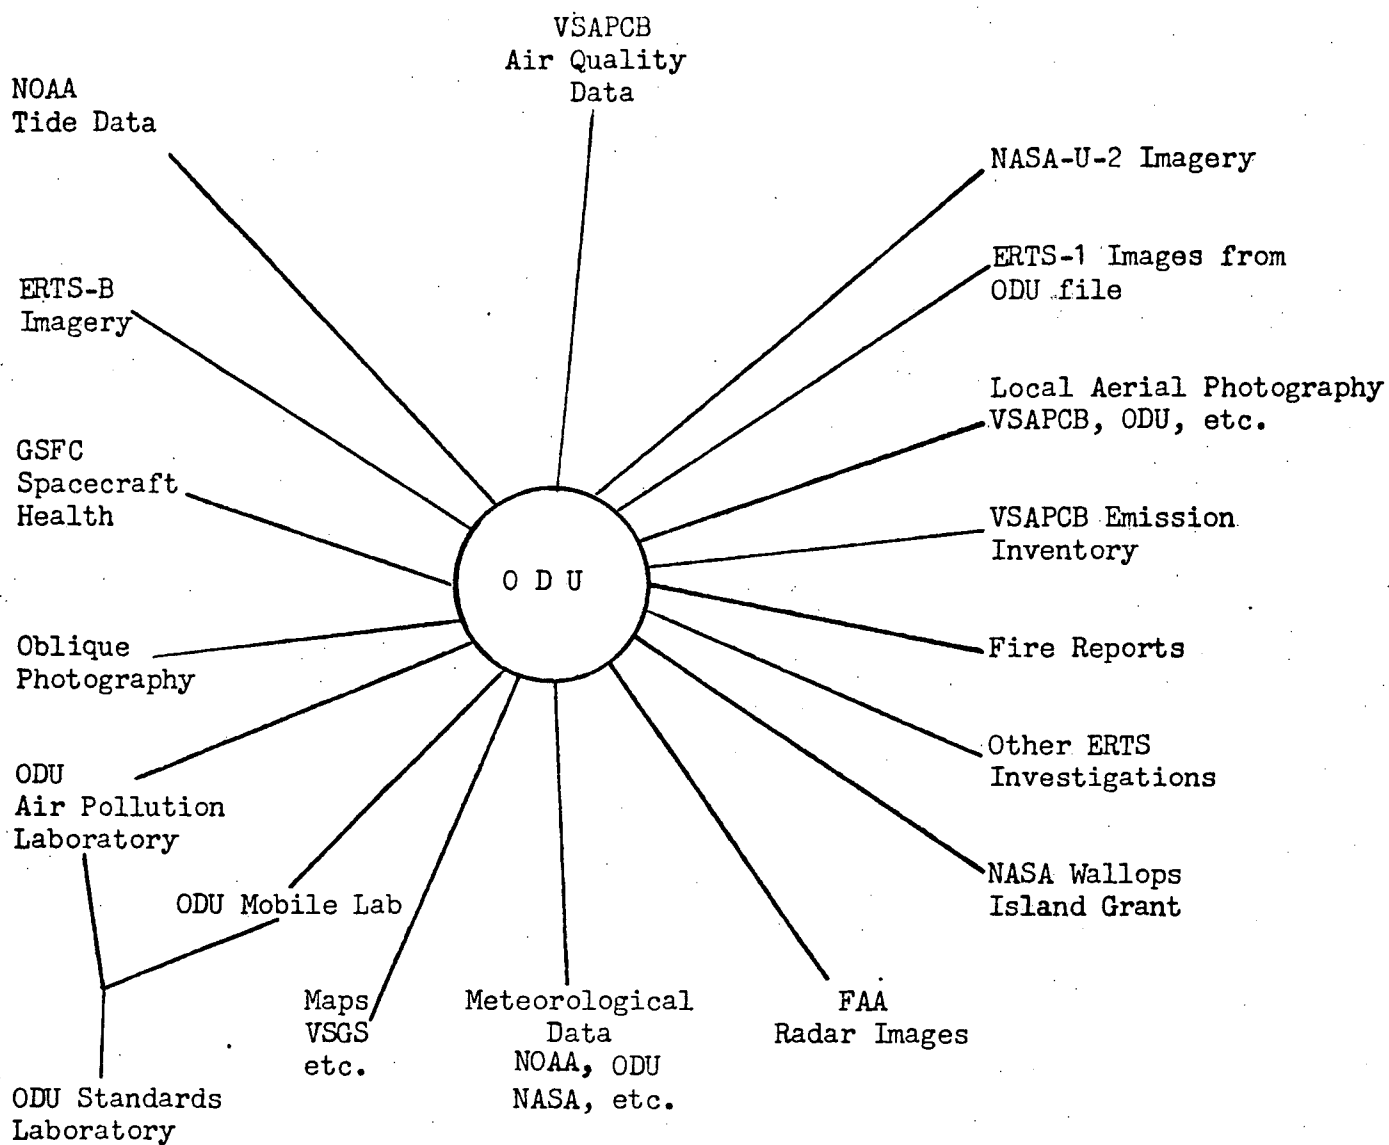 VSAPCB
Air Quality
Data
NOAA
Tide Data
NASA-U-2 Imagery
ERTS-1 Images from
ODU file
ERTS-B
Imagery
Local Aerial Photography
VSAPCB, ODU, etc.
GSFC
Spacecraft
Health
VSAPCB Emission
Inventory
O D U
Oblique
Photography
Fire Reports
Other ERTS
Investigations
ODU
Air Pollution
Laboratory
NASA Wallops
Island Grant
ODU Mobile Lab
Maps
VSGS
etc.
Meteorological
Data
NOAA, ODU
NASA, etc.
FAA
Radar Images
ODU Standards
Laboratory